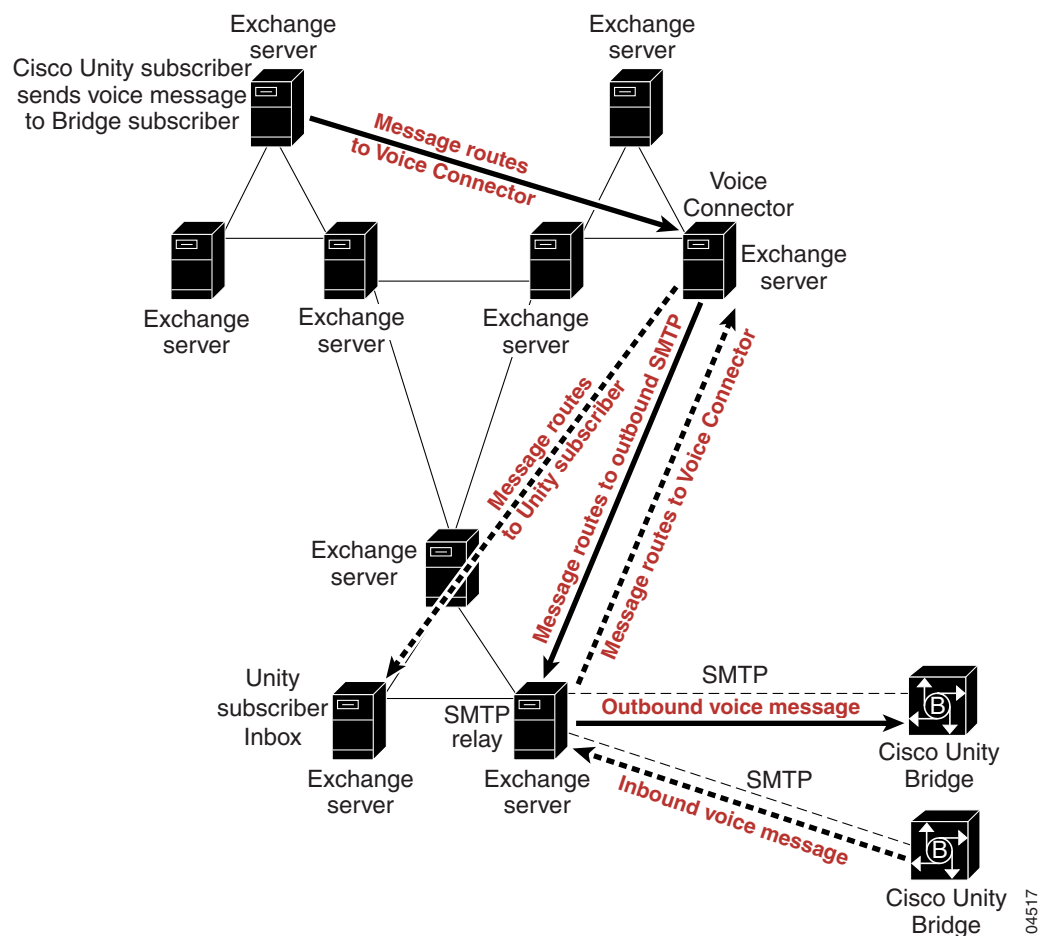 Exchange
server
Cisco Unity subscriber
sends voice message
to Bridge subscriber
Exchange
server
Message routes
to Voice Connector
Voice
Connector
Exchange
server
Exchange
server
Exchange
server
Exchange
server
Message routes
to Unity subscriber
Message routes to outbound SMTP
Message routes to Voice Connector
Exchange
server
Unity
subscriber
Inbox
Exchange
server
SMTP
relay
Exchange
server
SMTP
Outbound voice message
B
Cisco Unity
Bridge
SMTP
Inbound voice message
B
Cisco Unity
Bridge
04517